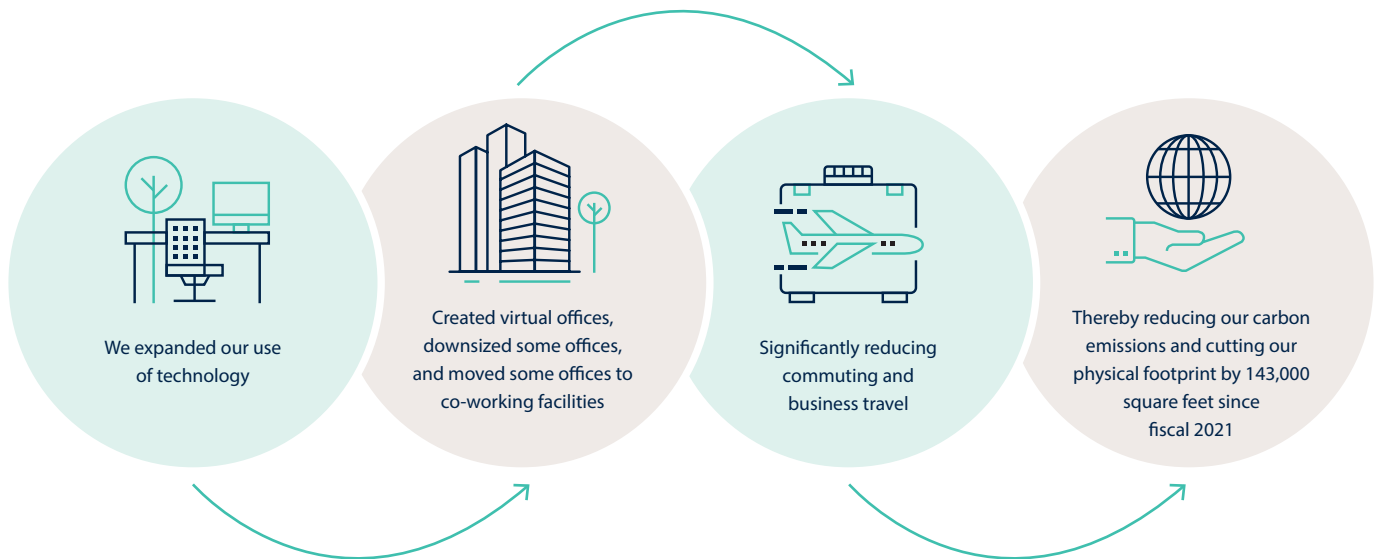 We expanded our use
of technology
Created virtual offices,
downsized some offices,
and moved some offices to
co-working facilities
Significantly reducing
commuting and
business travel
Thereby reducing our carbon
emissions and cutting our
physical footprint by 143,000
square feet since
fiscal 2021